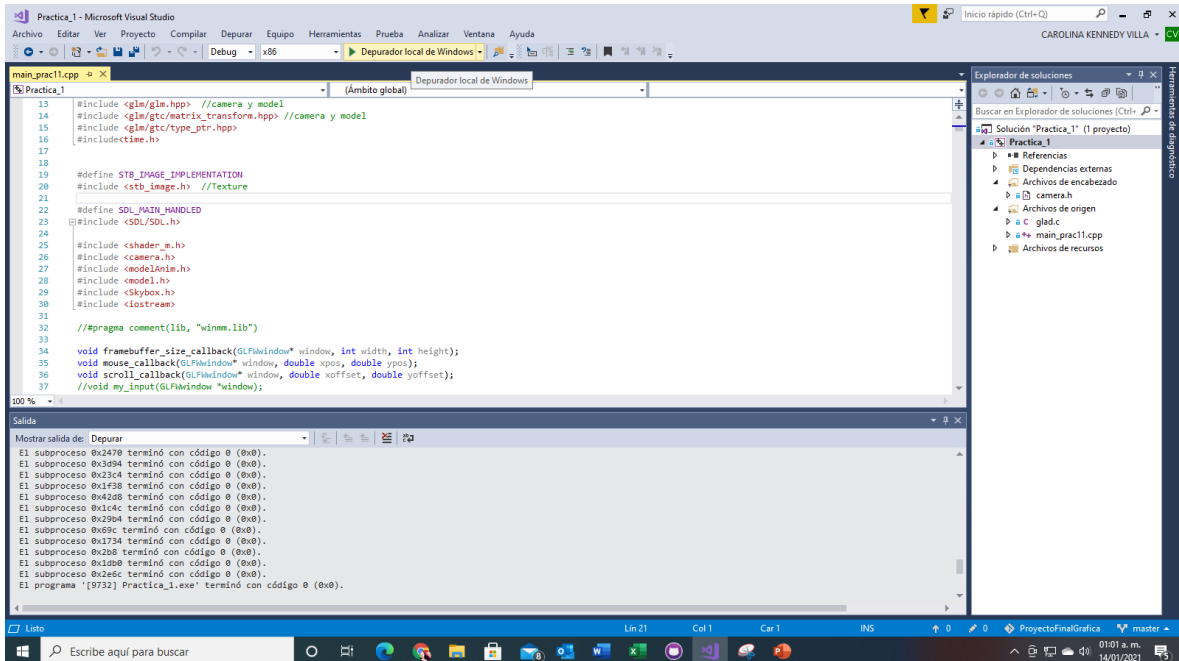 Practica_1 - Microsoft Visual Studio
Inicio rápido (Ctrl+Q)
Archivo Editar Ver Proyecto Compilar Depurar Equipo Herramientas Prueba Analizar Ventana Ayuda
CAROLINA KENNEDY VILLA CV
Debug x86 Depurador local de Windows
Depurador local de Windows
main_prac11.cpp
Practica_1 (Ámbito global)
13 #include <glm/glm.hpp> //camera y model
14 #include <glm/gtc/matrix_transform.hpp> //camera y model
15 #include <glm/gtc/type_ptr.hpp>
16 #include<time.h>
17
18
19 #define STB_IMAGE_IMPLEMENTATION
20 #include <stb_image.h> //Texture
21
22 #define SDL_MAIN_HANDLED
23 #include <SDL/SDL.h>
24
25 #include <shader_m.h>
26 #include <camera.h>
27 #include <modelAnim.h>
28 #include <model.h>
29 #include <Skybox.h>
30 #include <iostream>
31
32 //#pragma comment(lib, "winmm.lib")
33
34 void framebuffer_size_callback(GLFWwindow* window, int width, int height);
35 void mouse_callback(GLFWwindow* window, double xpos, double ypos);
36 void scroll_callback(GLFWwindow* window, double xoffset, double yoffset);
37 //void my_input(GLFWwindow *window);
100 %
Explorador de soluciones
Buscar en Explorador de soluciones (Ctrl+
Solución "Practica_1" (1 proyecto)
Practica_1
Referencias
Dependencias externas
Archivos de encabezado
camera.h
Archivos de origen
glad.c
main_prac11.cpp
Archivos de recursos
Herramientas de diagnóstico
Salida
Mostrar salida de: Depurar
El subproceso 0x2470 terminó con código 0 (0x0).
El subproceso 0x3d94 terminó con código 0 (0x0).
El subproceso 0x23c4 terminó con código 0 (0x0).
El subproceso 0x1f38 terminó con código 0 (0x0).
El subproceso 0x42d8 terminó con código 0 (0x0).
El subproceso 0x1c4c terminó con código 0 (0x0).
El subproceso 0x29b4 terminó con código 0 (0x0).
El subproceso 0x69c terminó con código 0 (0x0).
El subproceso 0x1734 terminó con código 0 (0x0).
El subproceso 0x2b8 terminó con código 0 (0x0).
El subproceso 0x1db0 terminó con código 0 (0x0).
El subproceso 0x2e6c terminó con código 0 (0x0).
El programa '[9732] Practica_1.exe' terminó con código 0 (0x0).
Listo Lín 21 Col 1 Car 1 INS 0 0 ProyectoFinalGrafica master
Escribe aquí para buscar
01:01 a. m.
14/01/2021